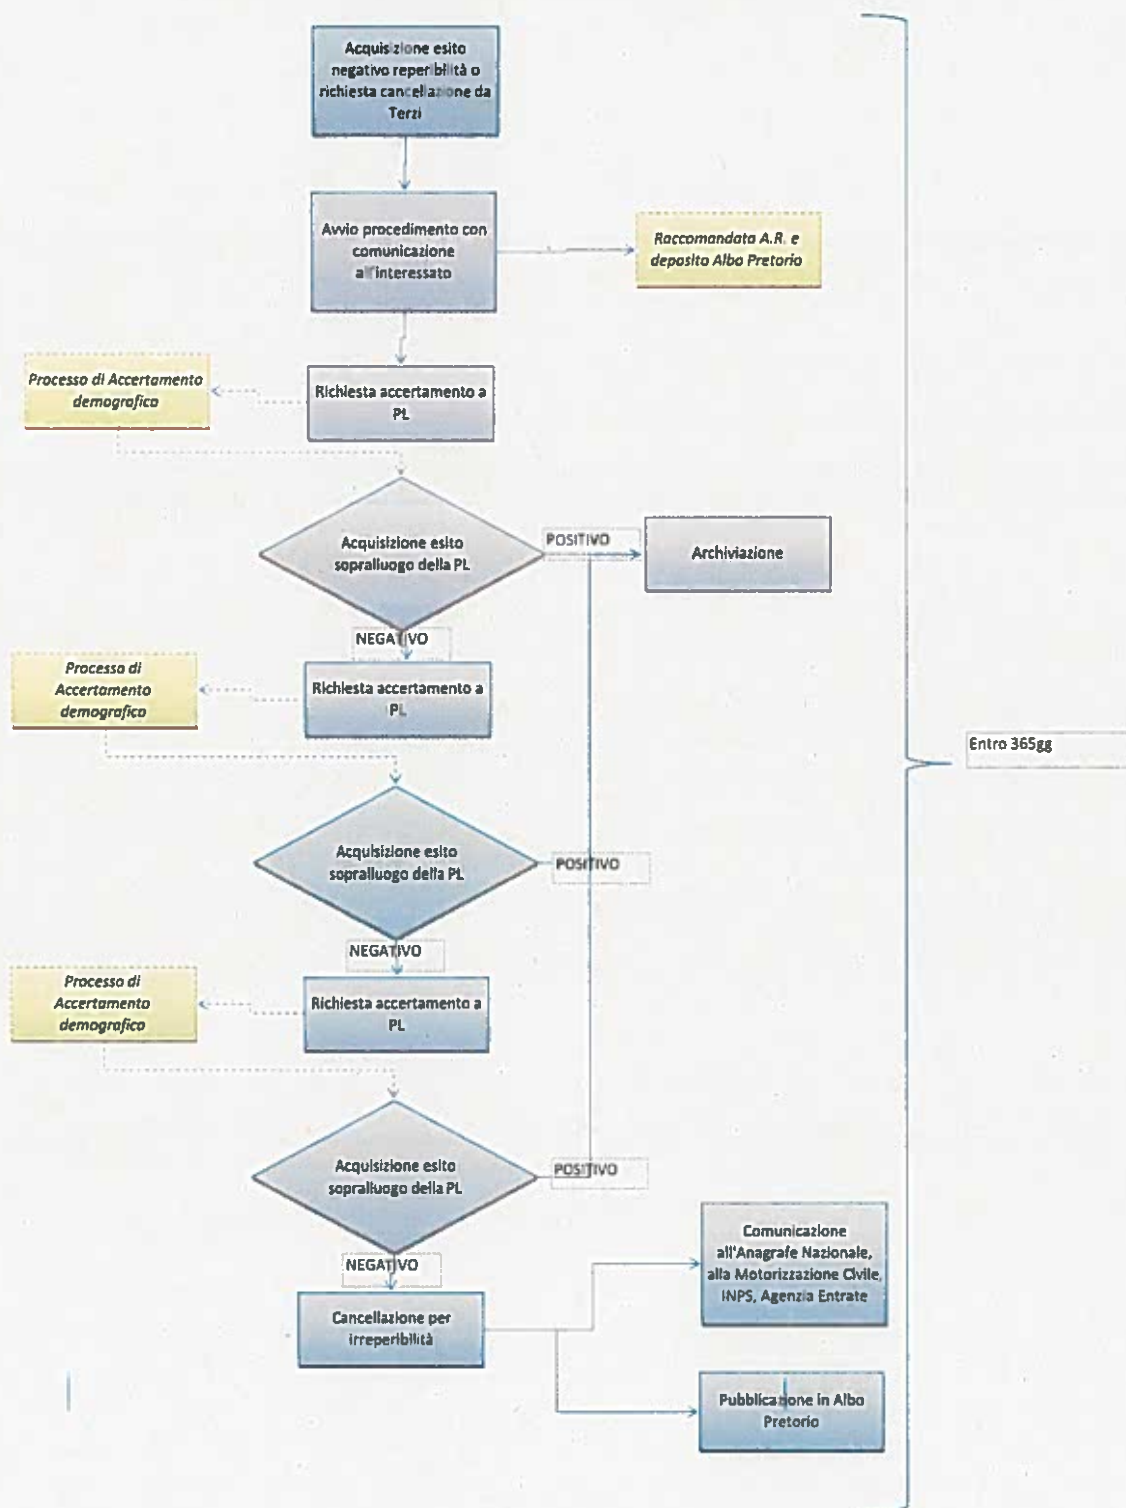 Acquisizione esito
negativo reperibilità o
richiesta cancellazione da
Terzi
Avvio procedimento con
comunicazione
all'interessato
Raccomandata A.R. e
deposito Albo Pretorio
Processo di Accertamento
demografico
Richiesta accertamento a
PL
Acquisizione esito
sopralluogo della PL
POSITIVO
Archiviazione
NEGATIVO
Processo di
Accertamento
demografico
Richiesta accertamento a
PL
Entro 365gg
Acquisizione esito
sopralluogo della PL
POSITIVO
NEGATIVO
Processo di
Accertamento
demografico
Richiesta accertamento a
PL
Acquisizione esito
sopralluogo della PL
POSITIVO
NEGATIVO
Comunicazione
all'Anagrafe Nazionale,
alla Motorizzazione Civile,
INPS, Agenzia Entrate
Cancellazione per
irreperibilità
Pubblicazione in Albo
Pretorio